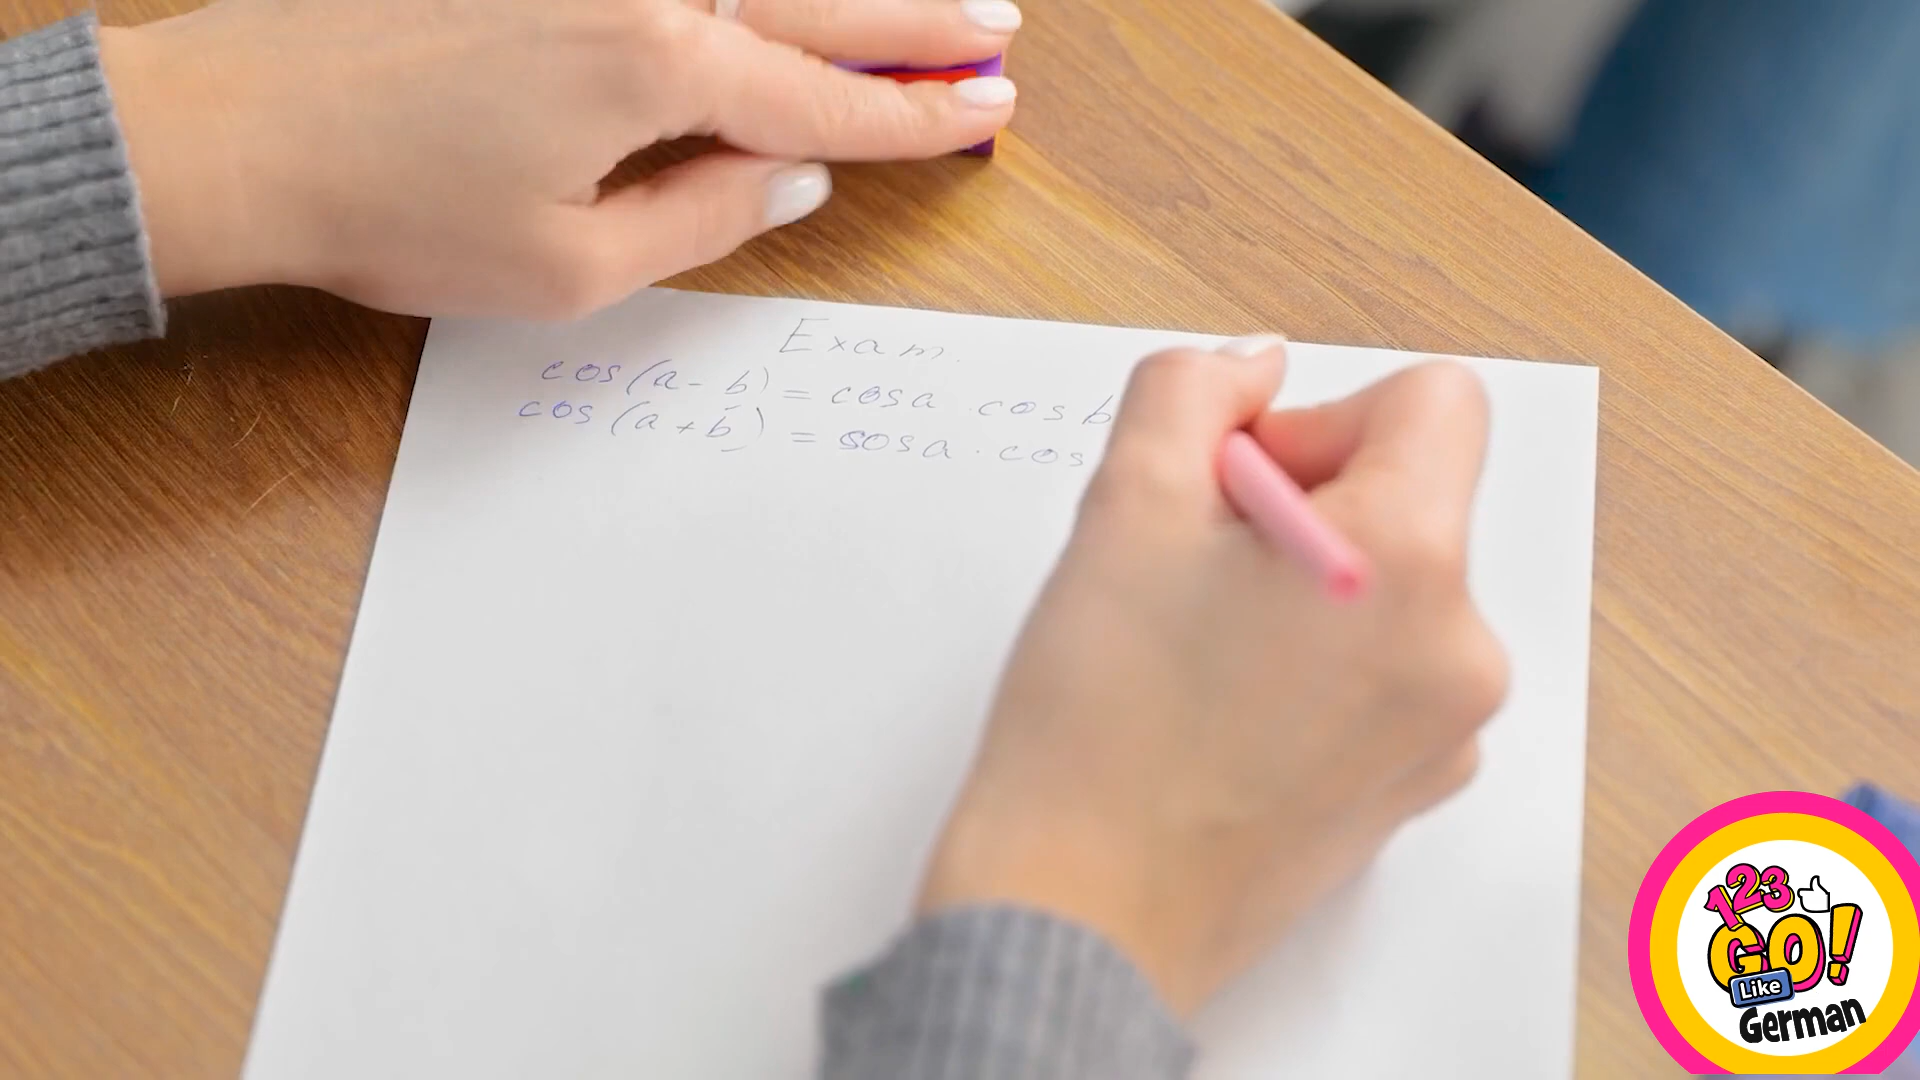 Exam.
cos(a - b) = cosa · cos b
cos (a + b) = sosa · cos
123
GO!
Like
German